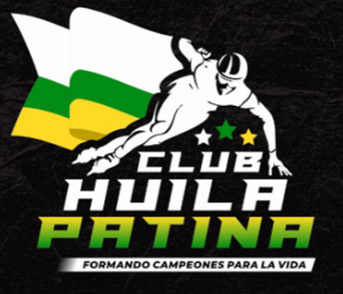 CLUB
HUILA
PATINA
FORMANDO CAMPEONES PARA LA VIDA